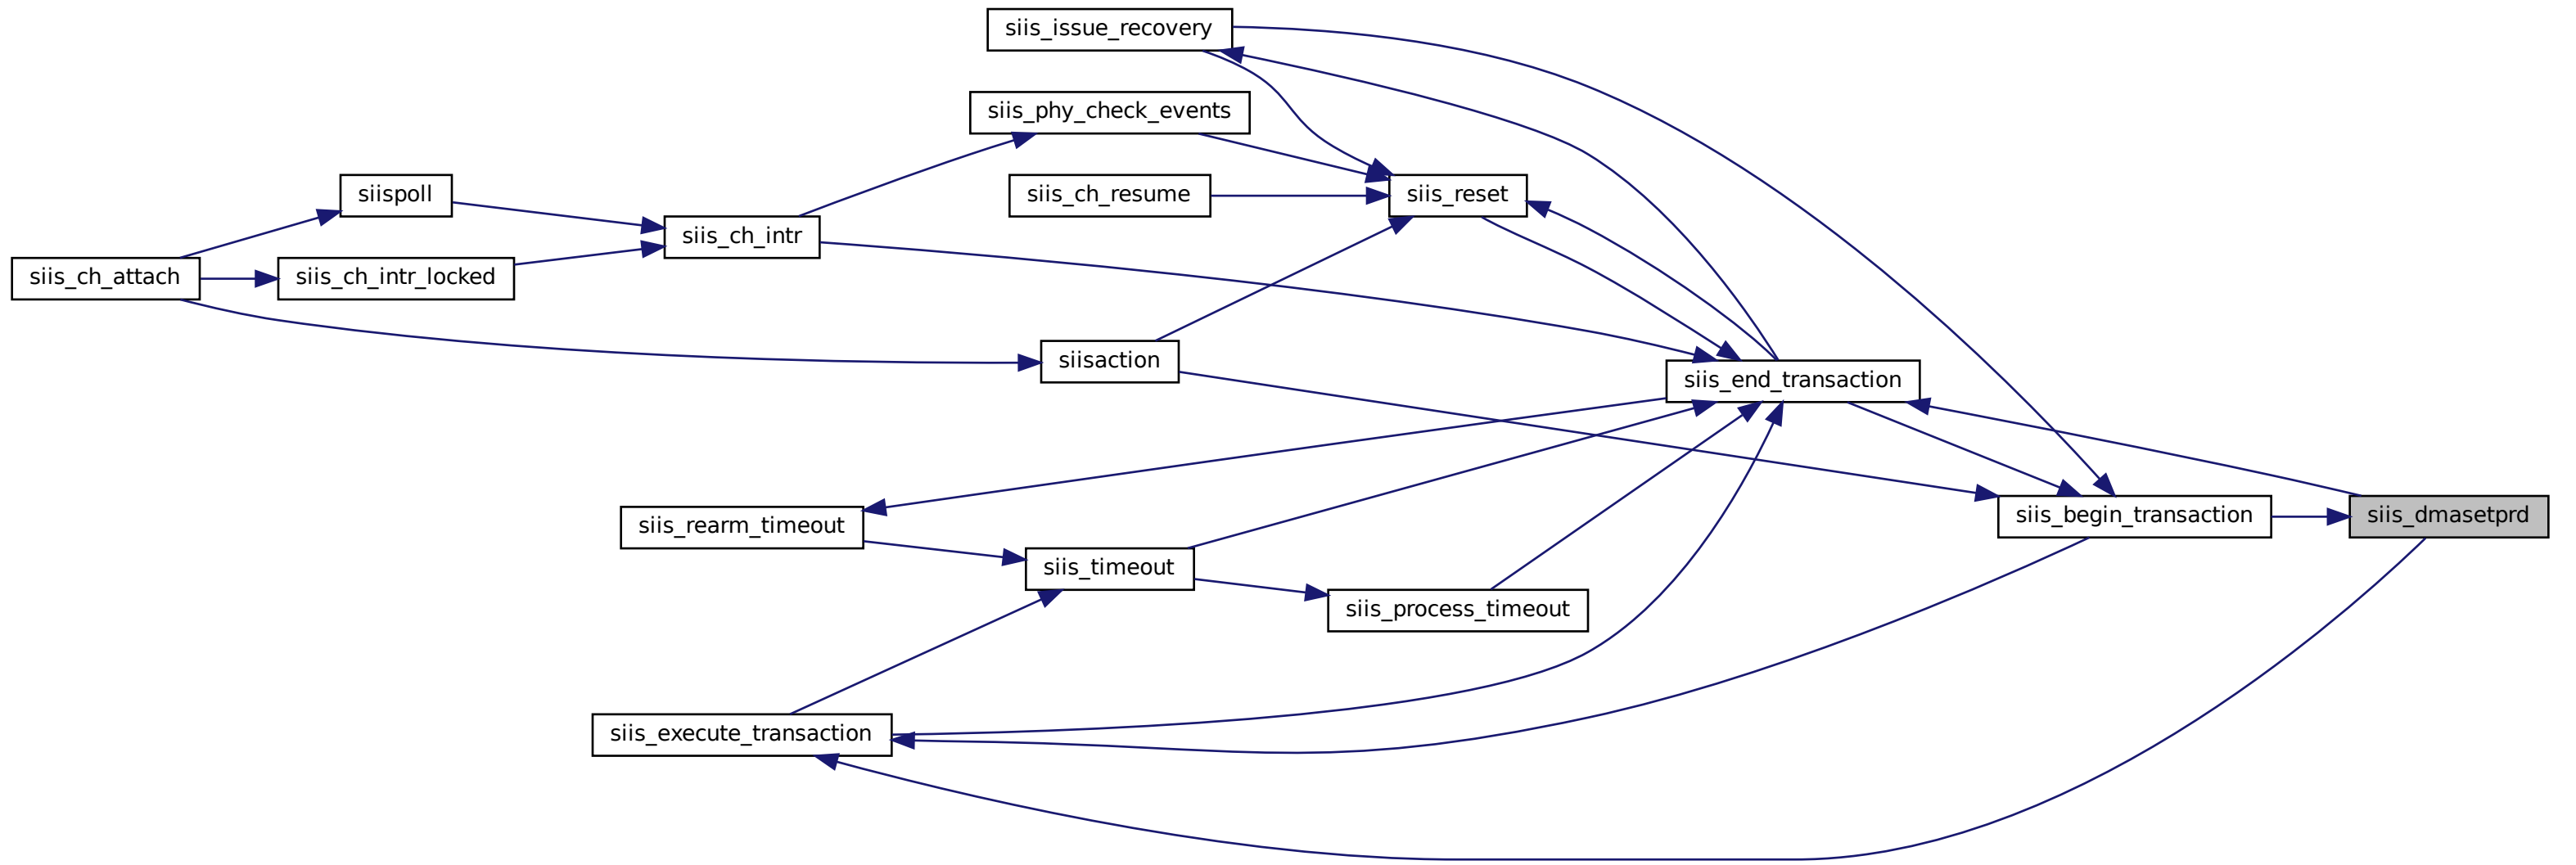 siis_issue_recovery
siis_phy_check_events
siispoll
siis_ch_resume
siis_reset
siis_ch_intr
siis_ch_attach
siis_ch_intr_locked
siisaction
siis_end_transaction
siis_rearm_timeout
siis_begin_transaction
siis_dmasetprd
siis_timeout
siis_process_timeout
siis_execute_transaction